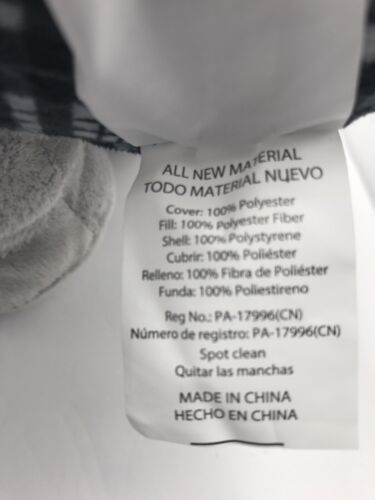 ALL NEW MATERIAL
TODO MATERIAL NUEVO
Cover: 100% Polyester
Fill: 100% Polyester Fiber
Shell: 100% Polystyrene
Cubrir: 100% Poliéster
Relleno: 100% Fibra de Poliéster
Funda: 100% Poliestireno
Reg No.: PA-17996(CN)
Número de registro: PA-17996(CN)
Spot clean
Quitar las manchas
MADE IN CHINA
HECHO EN CHINA